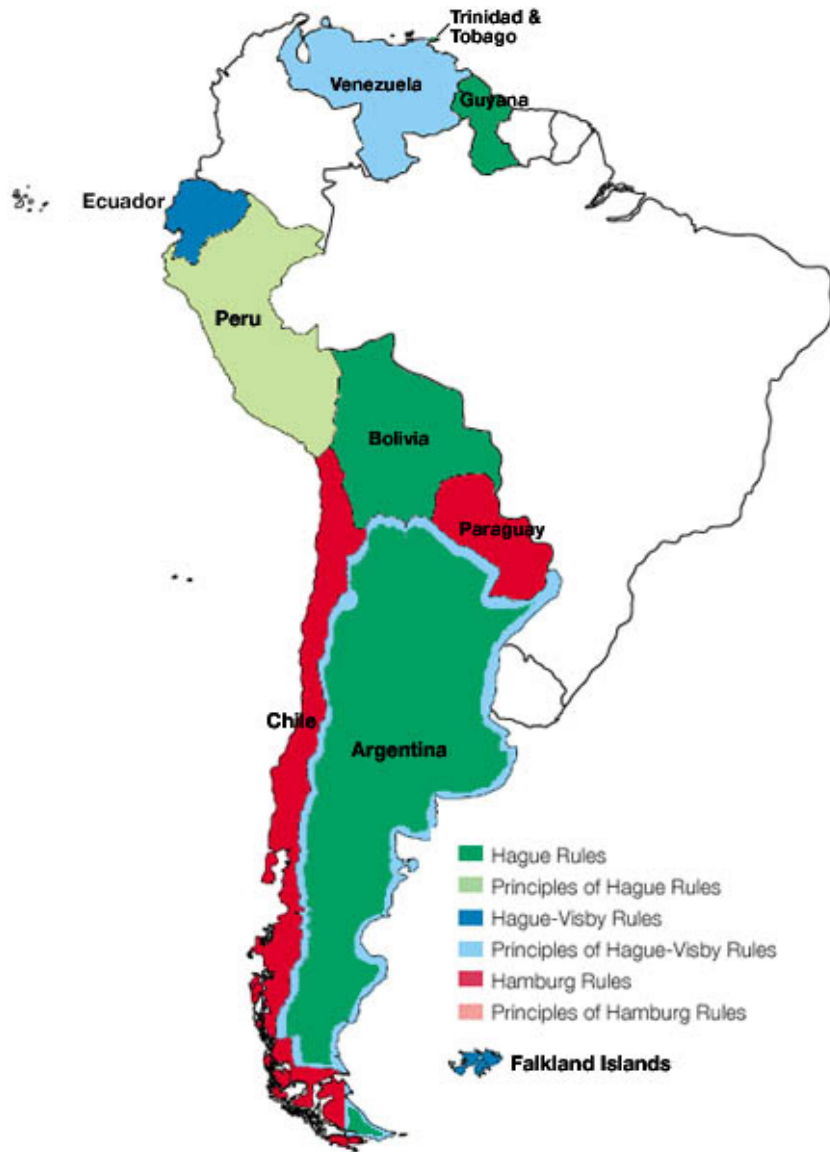 Trinidad &
Tobago
Venezuela
Guyana
Ecuador
Peru
Bolivia
Paraguay
Chile
Argentina
Hague Rules
Principles of Hague Rules
Hague-Visby Rules
Principles of Hague-Visby Rules
Hamburg Rules
Principles of Hamburg Rules
Falkland Islands